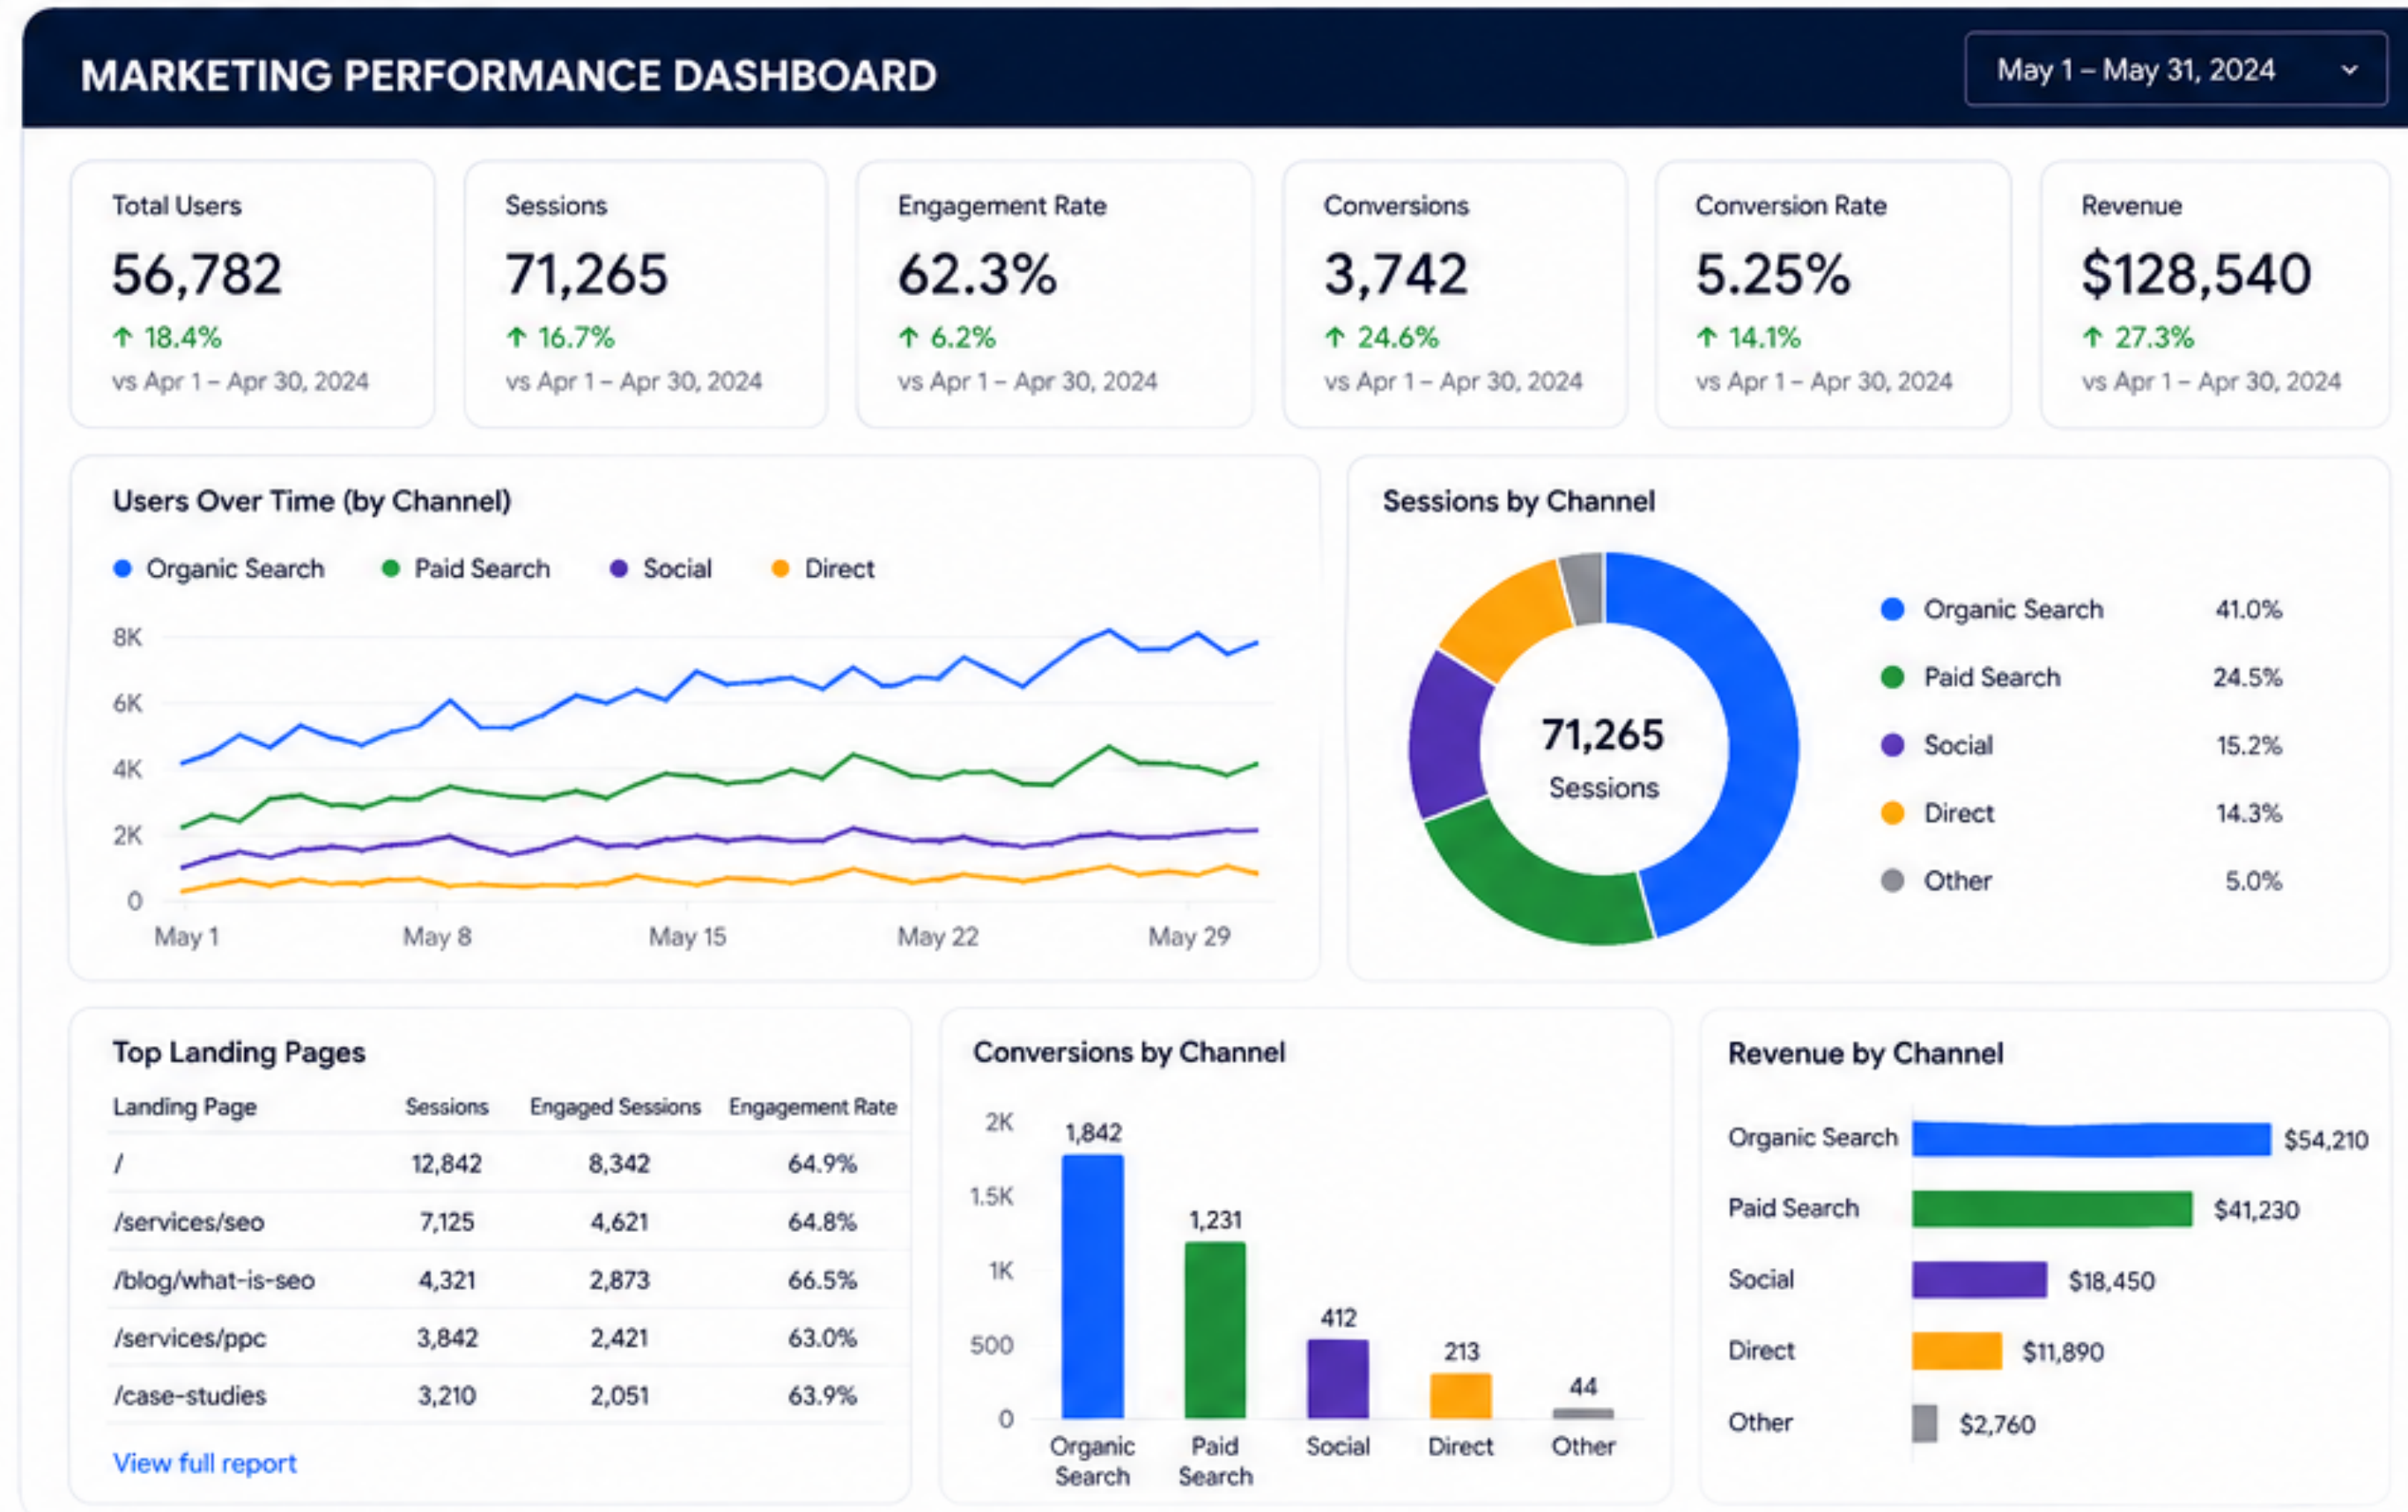 MARKETING PERFORMANCE DASHBOARD
May 1 – May 31, 2024
Total Users
56,782
↑ 18.4%
vs Apr 1 – Apr 30, 2024
Sessions
71,265
↑ 16.7%
vs Apr 1 – Apr 30, 2024
Engagement Rate
62.3%
↑ 6.2%
vs Apr 1 – Apr 30, 2024
Conversions
3,742
↑ 24.6%
vs Apr 1 – Apr 30, 2024
Conversion Rate
5.25%
↑ 14.1%
vs Apr 1 – Apr 30, 2024
Revenue
$128,540
↑ 27.3%
vs Apr 1 – Apr 30, 2024
Users Over Time (by Channel)
Organic Search Paid Search Social Direct
8K
6K
4K
2K
0
May 1 May 8 May 15 May 22 May 29
Sessions by Channel
71,265
Sessions
Organic Search 41.0%
Paid Search 24.5%
Social 15.2%
Direct 14.3%
Other 5.0%
Top Landing Pages
Landing Page Sessions Engaged Sessions Engagement Rate
/ 12,842 8,342 64.9%
/services/seo 7,125 4,621 64.8%
/blog/what-is-seo 4,321 2,873 66.5%
/services/ppc 3,842 2,421 63.0%
/case-studies 3,210 2,051 63.9%
View full report
Conversions by Channel
2K
1.5K
1K
500
0
1,842
1,231
412
213
44
Organic Search
Paid Search
Social
Direct
Other
Revenue by Channel
Organic Search $54,210
Paid Search $41,230
Social $18,450
Direct $11,890
Other $2,760